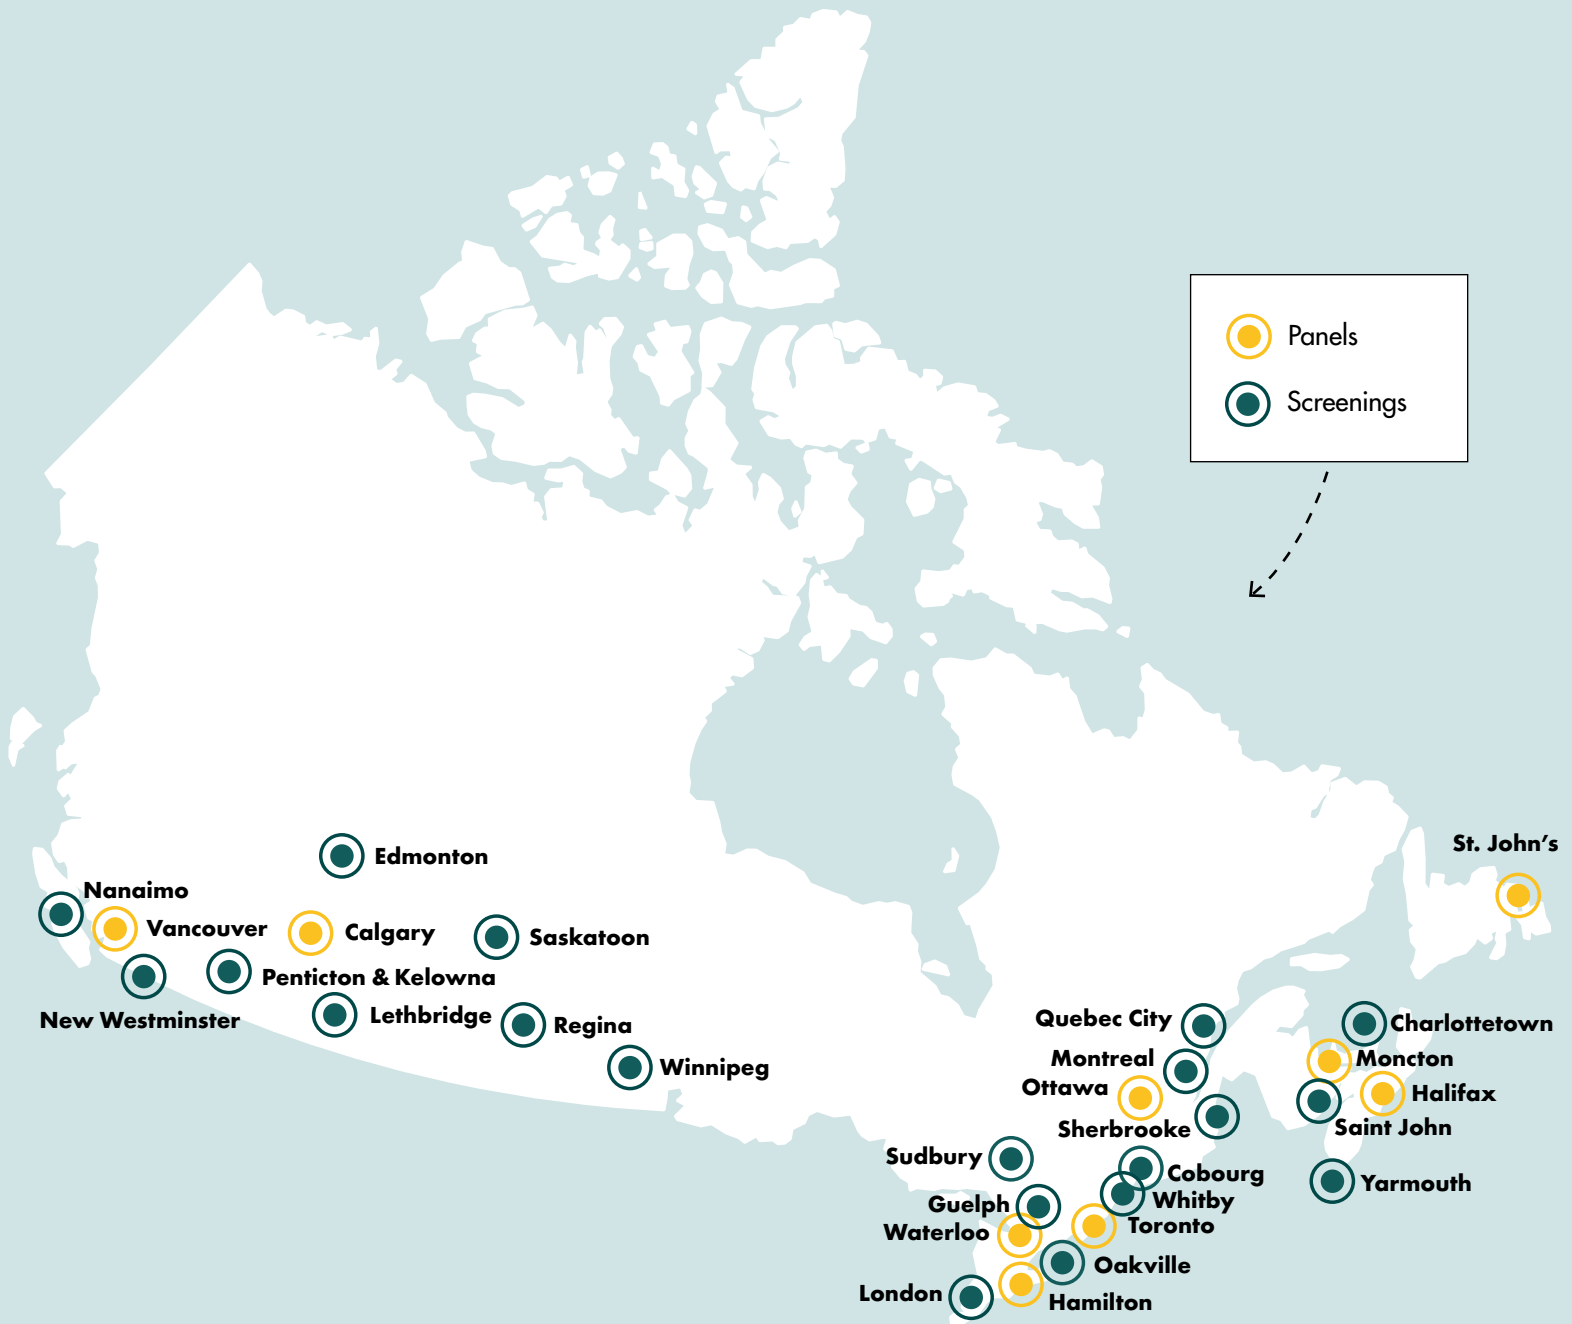 Panels
Screenings
St. John's
Edmonton
Nanaimo
Vancouver
Calgary
Saskatoon
Penticton & Kelowna
New Westminster
Lethbridge
Regina
Winnipeg
Quebec City
Charlottetown
Montreal
Moncton
Ottawa
Halifax
Sherbrooke
Saint John
Sudbury
Cobourg
Yarmouth
Whitby
Guelph
Toronto
Waterloo
Oakville
London
Hamilton